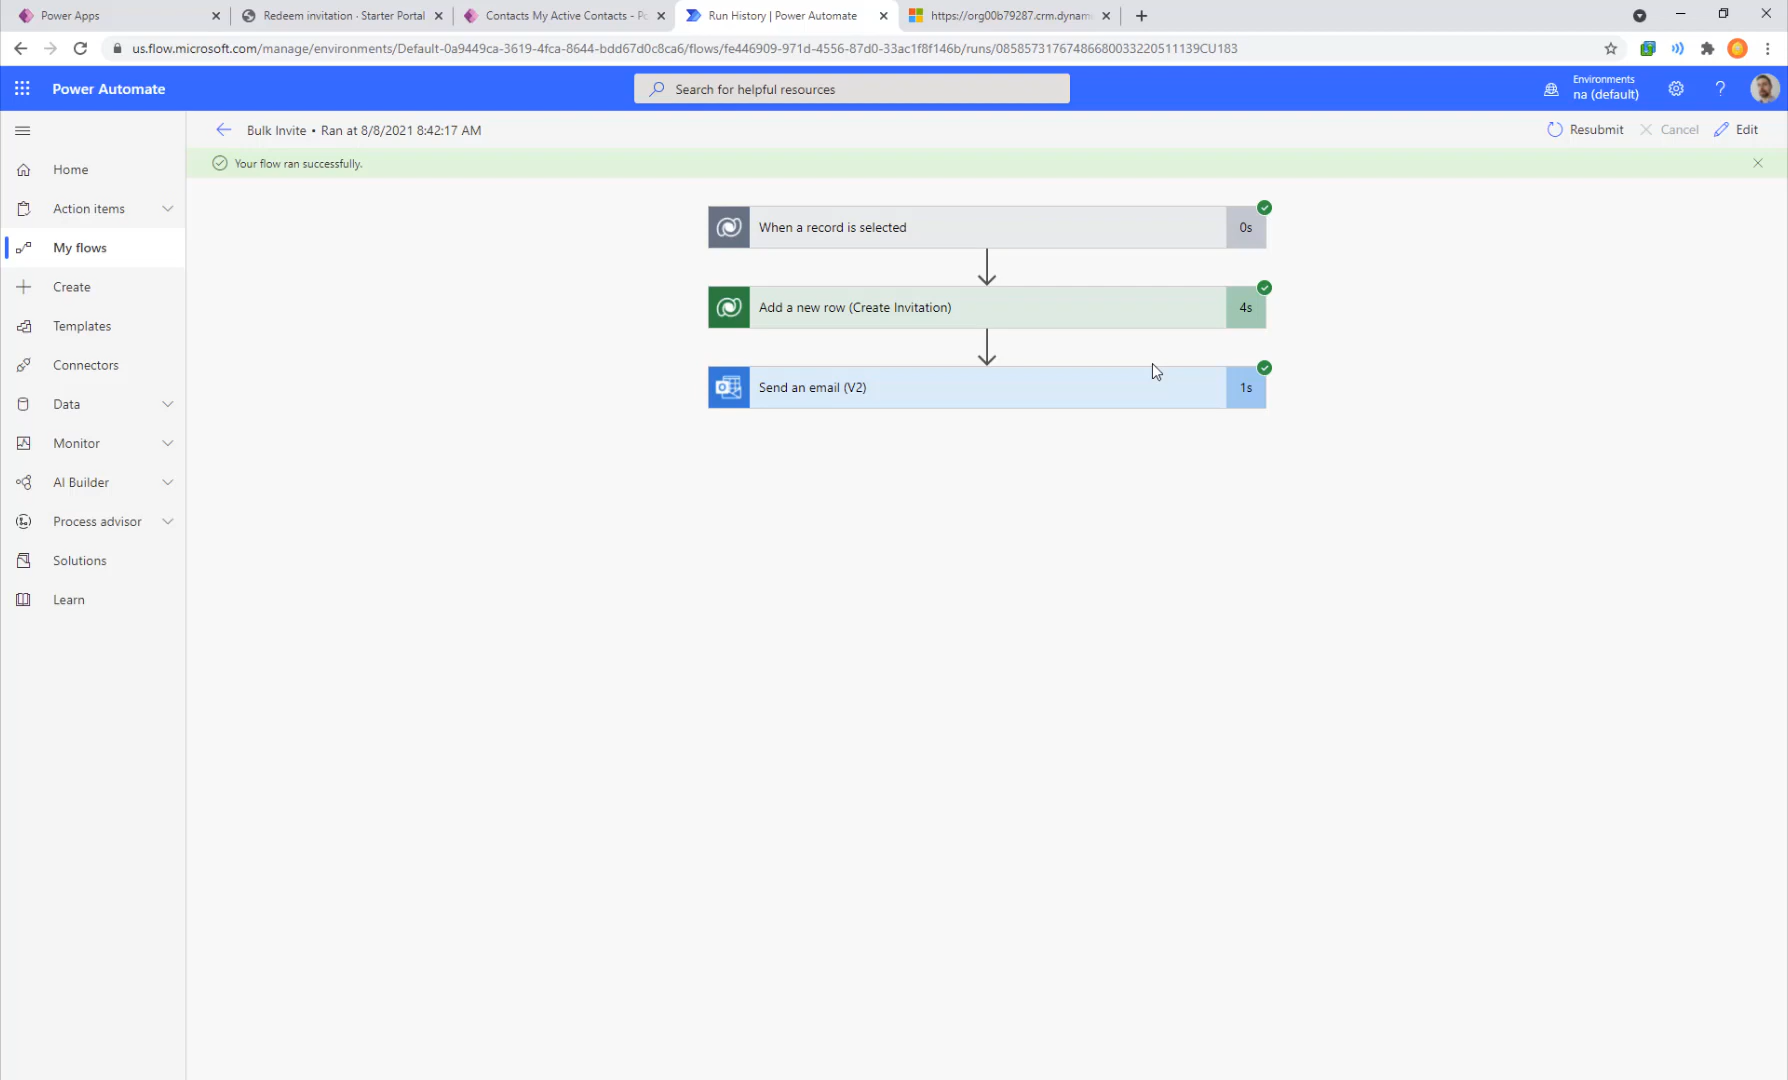 Power Apps
Redeem invitation · Starter Portal
Contacts My Active Contacts - Po
Run History | Power Automate
https://org00b79287.crm.dynam
us.flow.microsoft.com/manage/environments/Default-0a9449ca-3619-4fca-8644-bdd67d0c8ca6/flows/fe446909-971d-4556-87d0-33ac1f8f146b/runs/08585731767486680033220511139CU183
Power Automate
Search for helpful resources
Environments
na (default)
Bulk Invite • Ran at 8/8/2021 8:42:17 AM
Resubmit
Cancel
Edit
Your flow ran successfully.
Home
Action items
My flows
Create
Templates
Connectors
Data
Monitor
AI Builder
Process advisor
Solutions
Learn
When a record is selected
0s
Add a new row (Create Invitation)
4s
Send an email (V2)
1s